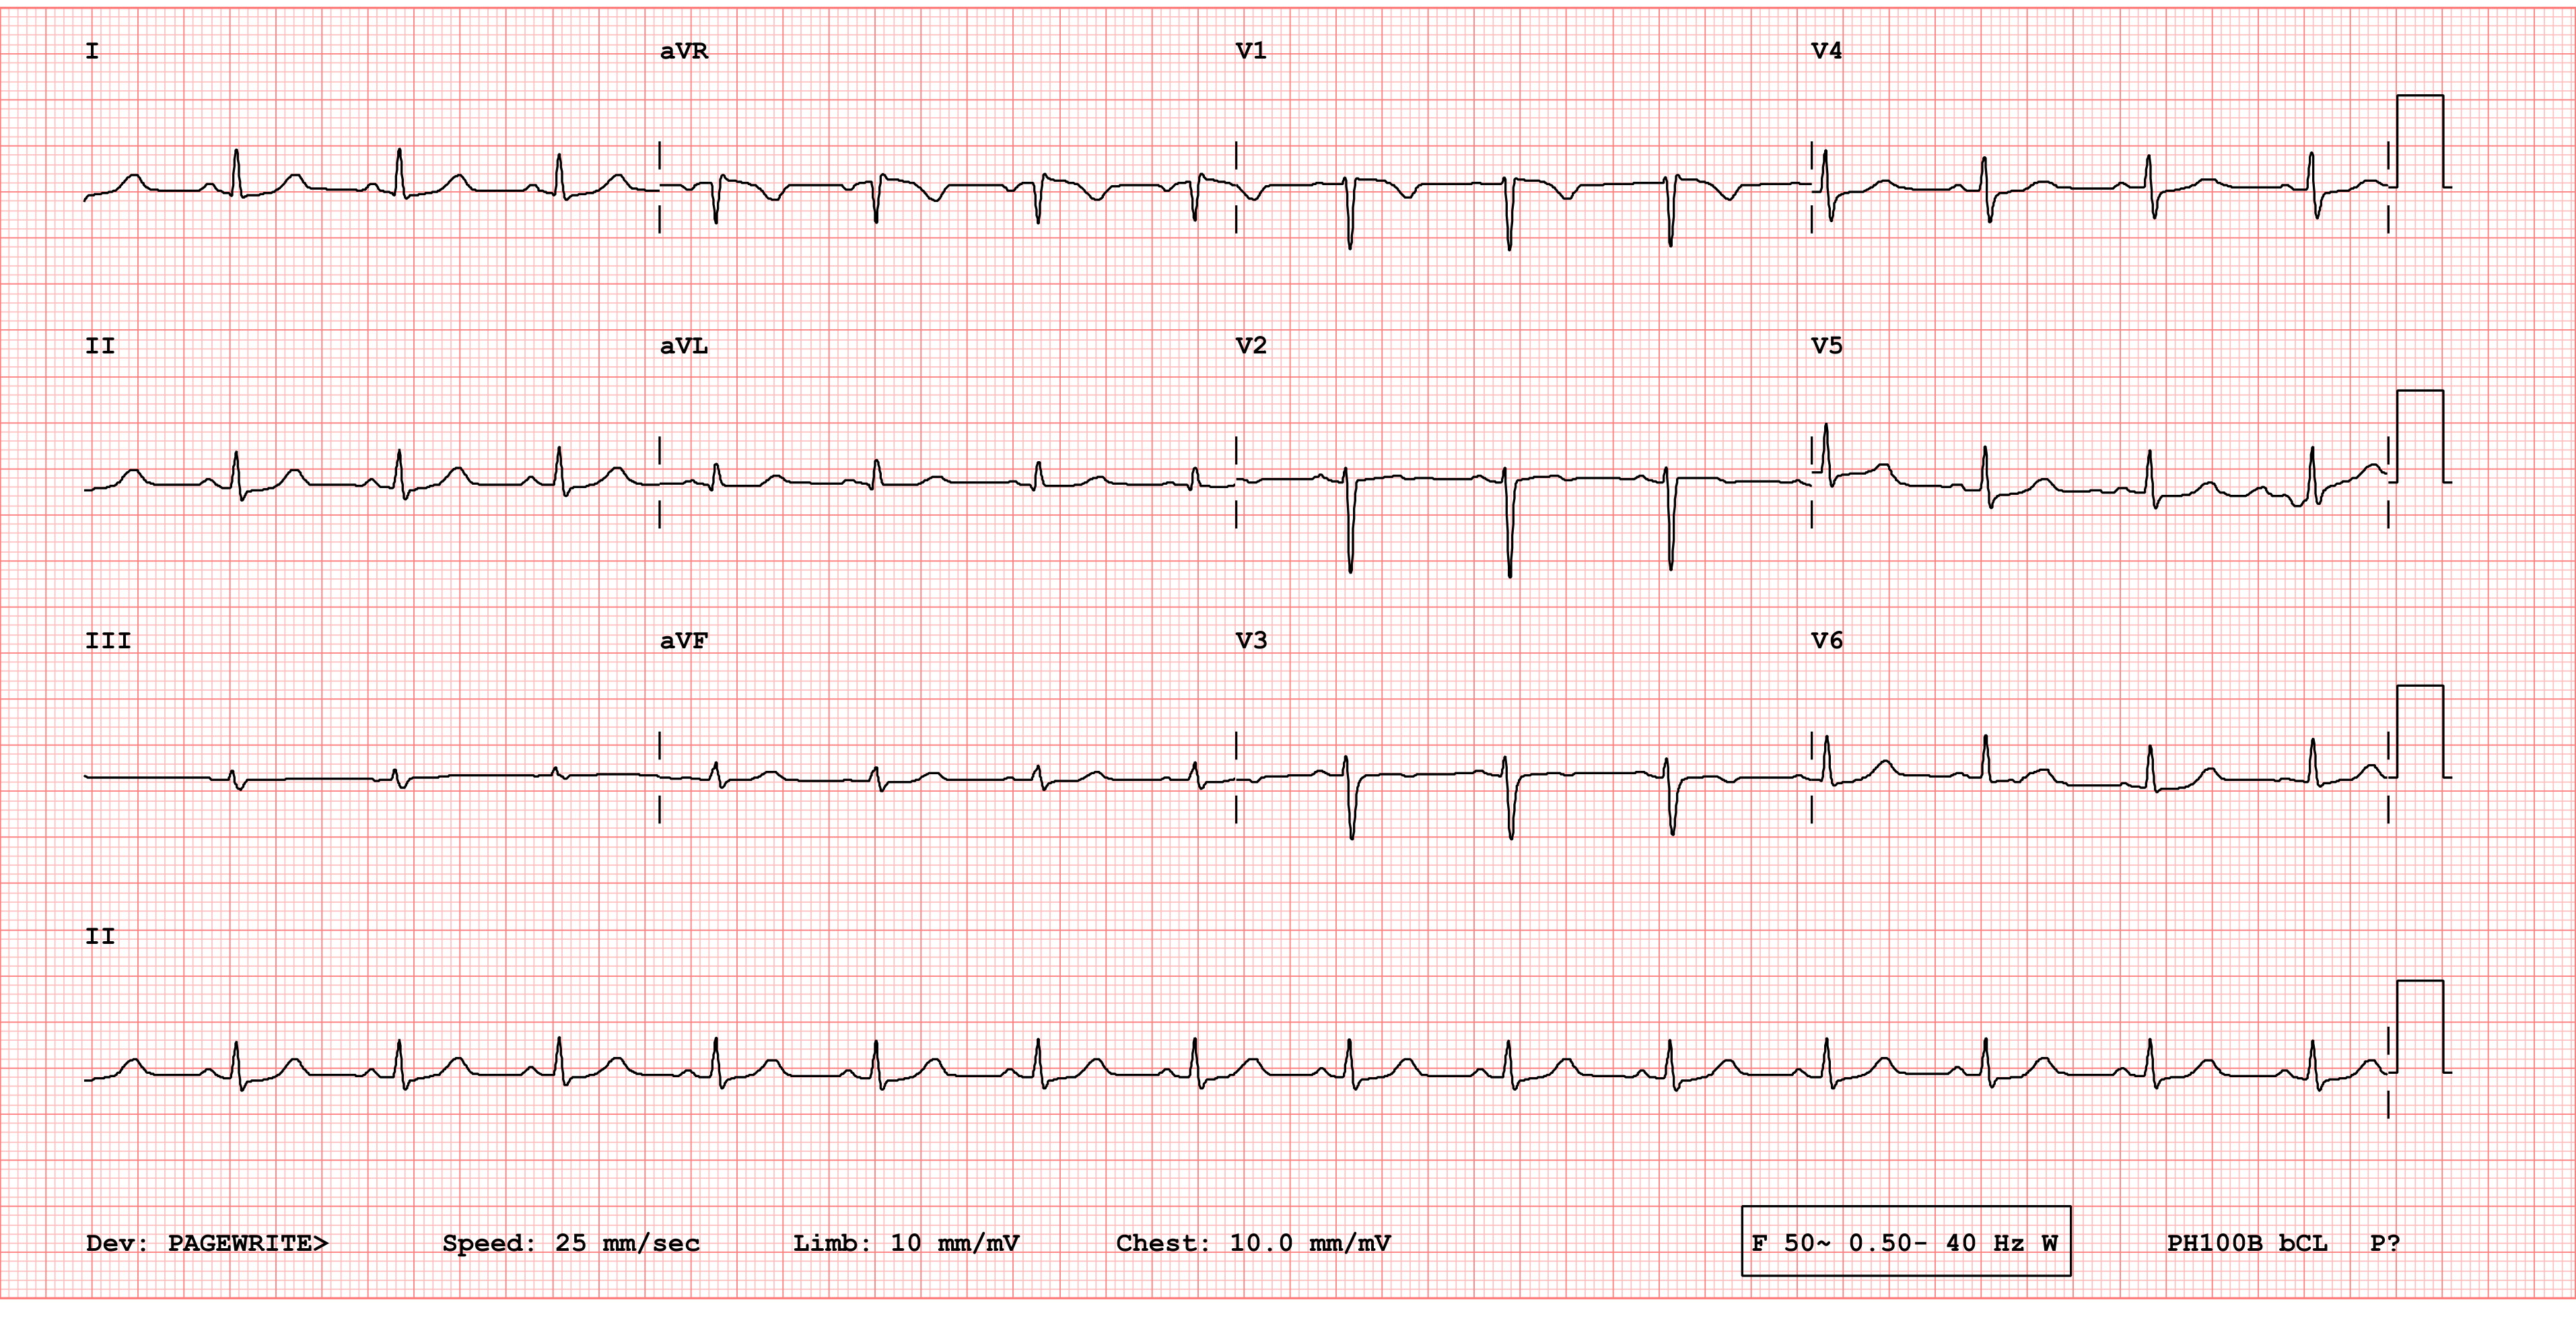 I aVR V1 V4
II aVL V2 V5
III aVF V3 V6
II
Dev: PAGEWRITE> Speed: 25 mm/sec Limb: 10 mm/mV Chest: 10.0 mm/mV F 50~ 0.50- 40 Hz W PH100B bCL P?